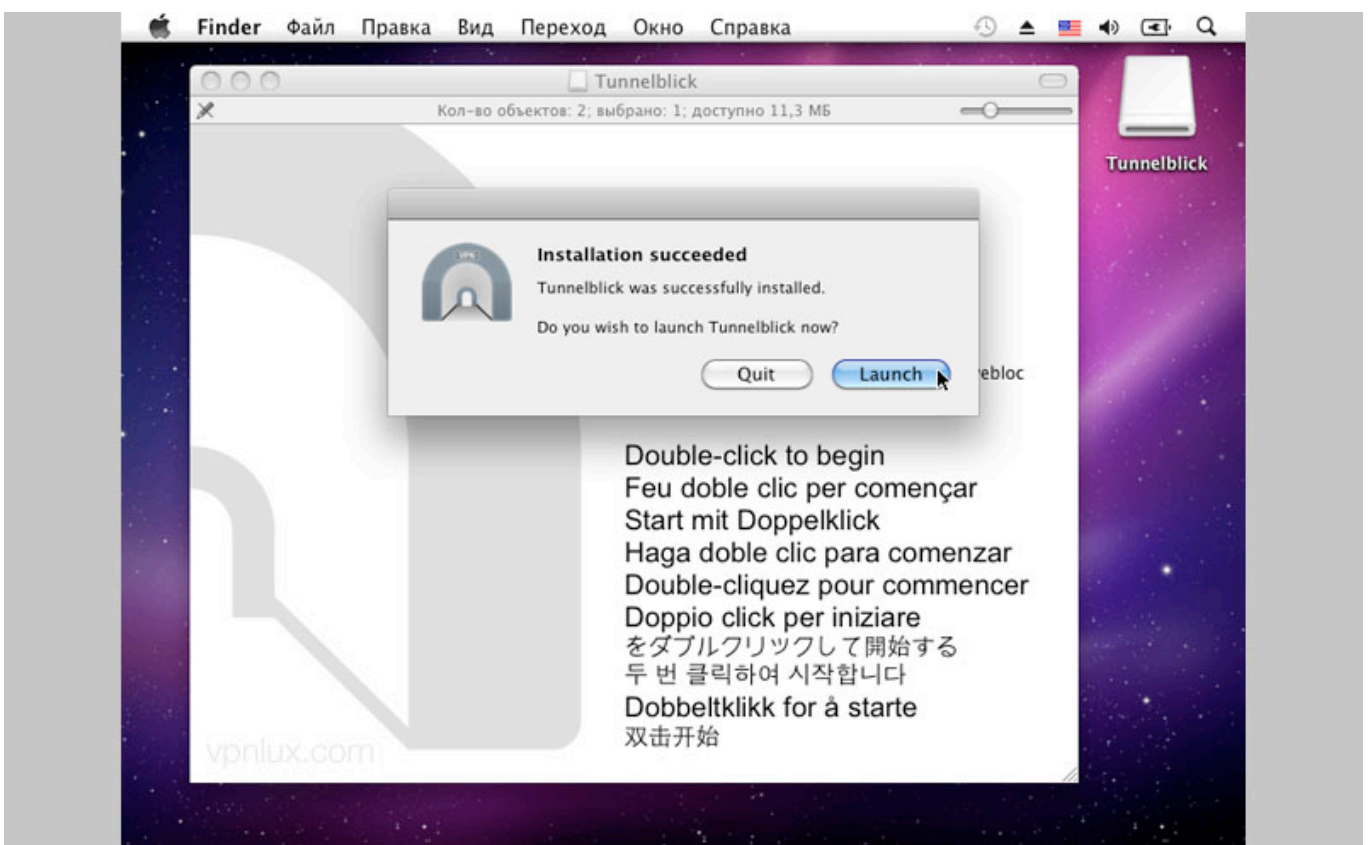 Finder Файл Правка Вид Переход Окно Справка
Tunnelblick
Кол-во объектов: 2; выбрано: 1; доступно 11,3 МБ
Tunnelblick
VPN
Installation succeeded
Tunnelblick was successfully installed.
Do you wish to launch Tunnelblick now?
Quit Launch
ebloc
Double-click to begin
Feu doble clic per començar
Start mit Doppelklick
Haga doble clic para comenzar
Double-cliquez pour commencer
Doppio click per iniziare
をダブルクリックして開始する
두 번 클릭하여 시작합니다
Dobbeltklikk for å starte
双击开始
vpnlux.com